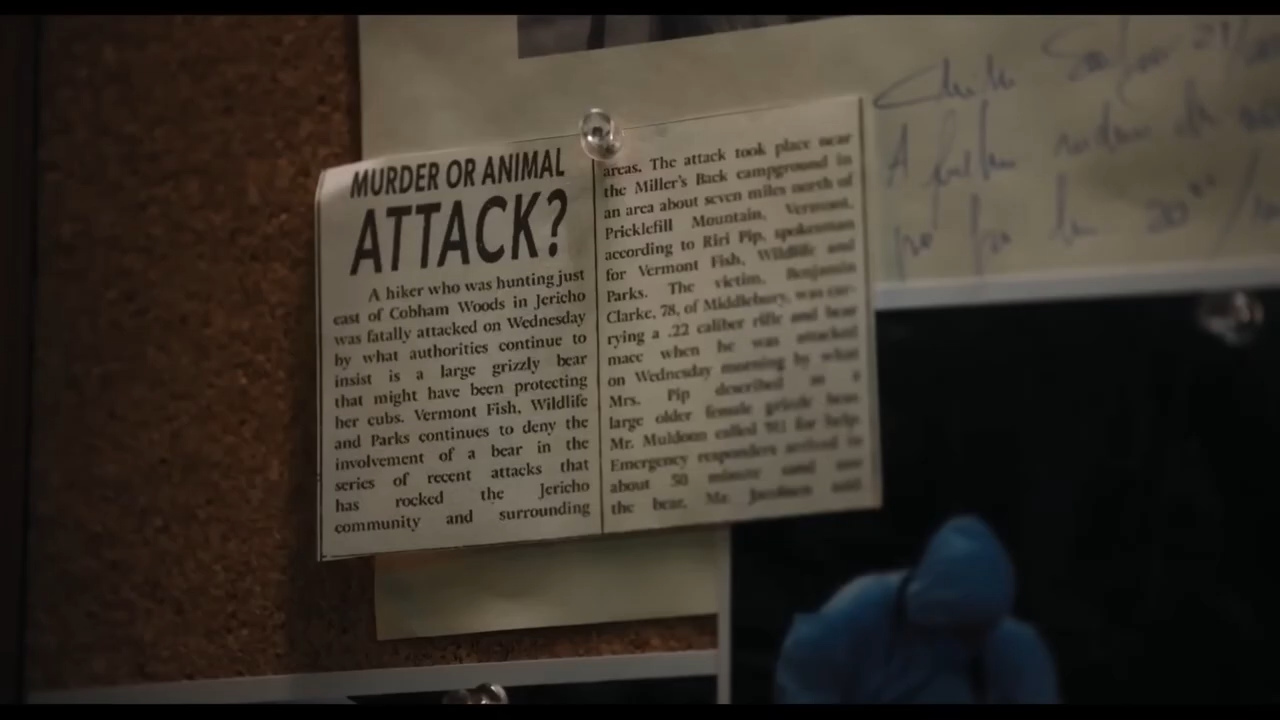 MURDER OR ANIMAL
ATTACK?
A hiker who was hunting just
east of Cobham Woods in Jericho
was fatally attacked on Wednesday
by what authorities continue to
insist is a large grizzly bear
that might have been protecting
her cubs. Vermont Fish, Wildlife
and Parks continues to deny the
involvement of a bear in the
series of recent attacks that
has rocked the Jericho
community and surrounding
areas. The attack took place near
the Miller's Back campground in
an area about seven miles north of
Pricklefill Mountain, Vermont,
according to Riri Pip, spokesman
for Vermont Fish, Wildlife and
Parks. The victim, Benjamin
Clarke, 78, of Middlebury, was car-
rying a .22 caliber rifle and bear
mace when he was attacked
on Wednesday morning by what
Mrs. Pip described as a
large older female grizzly bear.
Mr. Muldoon called 911 for help.
Emergency responders arrived in
about 50 minute
the bear. Mr. said